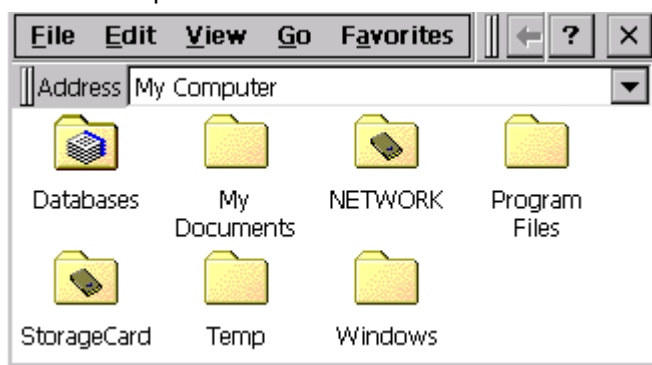 File Edit View Go Favorites ?
Address My Computer
Databases
My
Documents
NETWORK
Program
Files
StorageCard
Temp
Windows